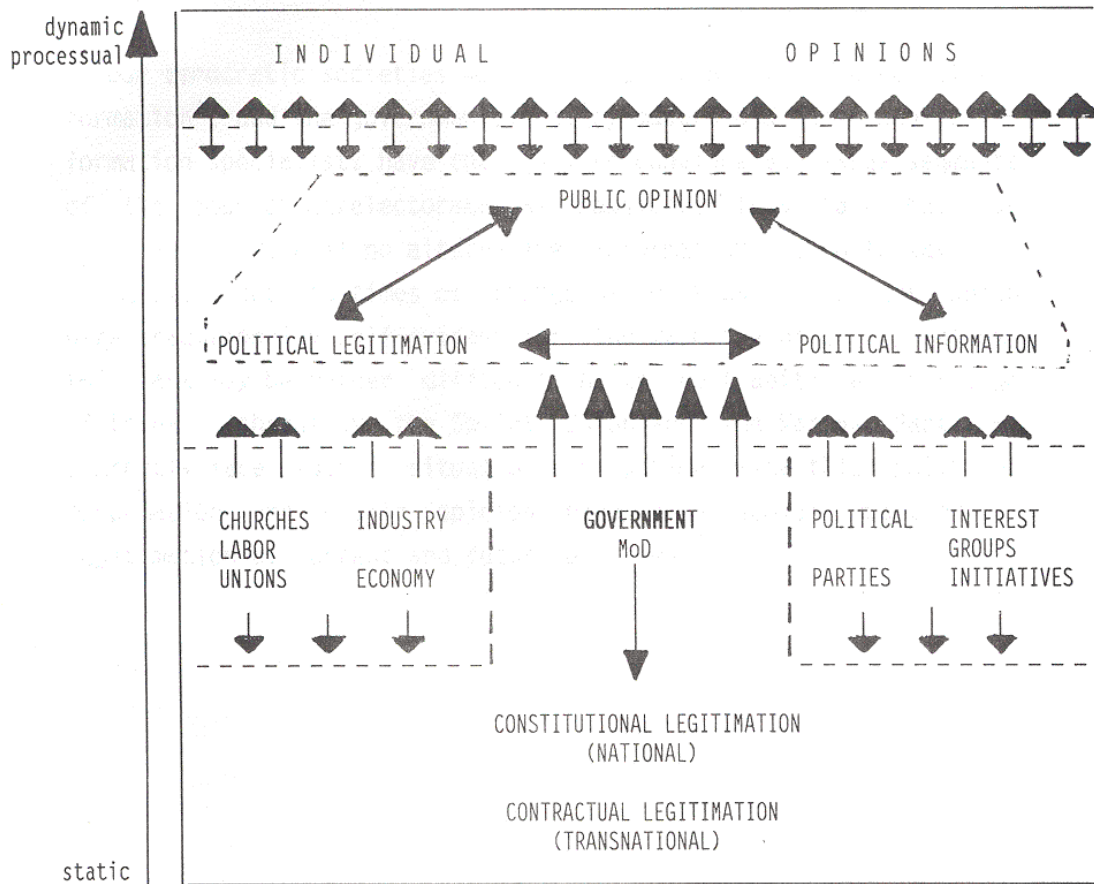 dynamic
processual
INDIVIDUAL OPINIONS
PUBLIC OPINION
POLITICAL LEGITIMATION
POLITICAL INFORMATION
CHURCHES
LABOR
UNIONS
INDUSTRY
ECONOMY
GOVERNMENT
MoD
POLITICAL
PARTIES
INTEREST
GROUPS
INITIATIVES
CONSTITUTIONAL LEGITIMATION
(NATIONAL)
CONTRACTUAL LEGITIMATION
(TRANSNATIONAL)
static